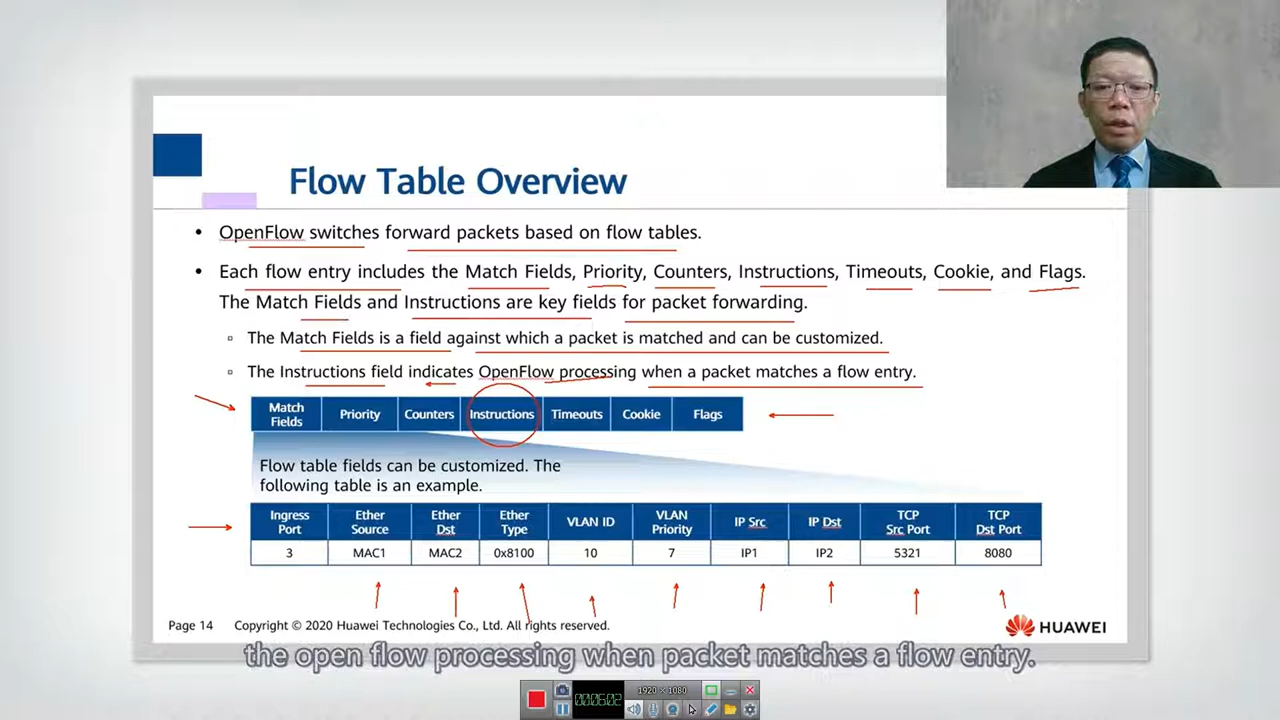 Flow Table Overview
• OpenFlow switches forward packets based on flow tables.
• Each flow entry includes the Match Fields, Priority, Counters, Instructions, Timeouts, Cookie, and Flags.
The Match Fields and Instructions are key fields for packet forwarding.
▫ The Match Fields is a field against which a packet is matched and can be customized.
▫ The Instructions field indicates OpenFlow processing when a packet matches a flow entry.
Match Fields Priority Counters Instructions Timeouts Cookie Flags
Flow table fields can be customized. The
following table is an example.
Ingress Port Ether Source Ether Dst Ether Type VLAN ID VLAN Priority IP Src IP Dst TCP Src Port TCP Dst Port
3 MAC1 MAC2 0x8100 10 7 IP1 IP2 5321 8080
Page 14 Copyright © 2020 Huawei Technologies Co., Ltd. All rights reserved.
HUAWEI
the open flow processing when packet matches a flow entry.
1920 × 1080
00:06:02